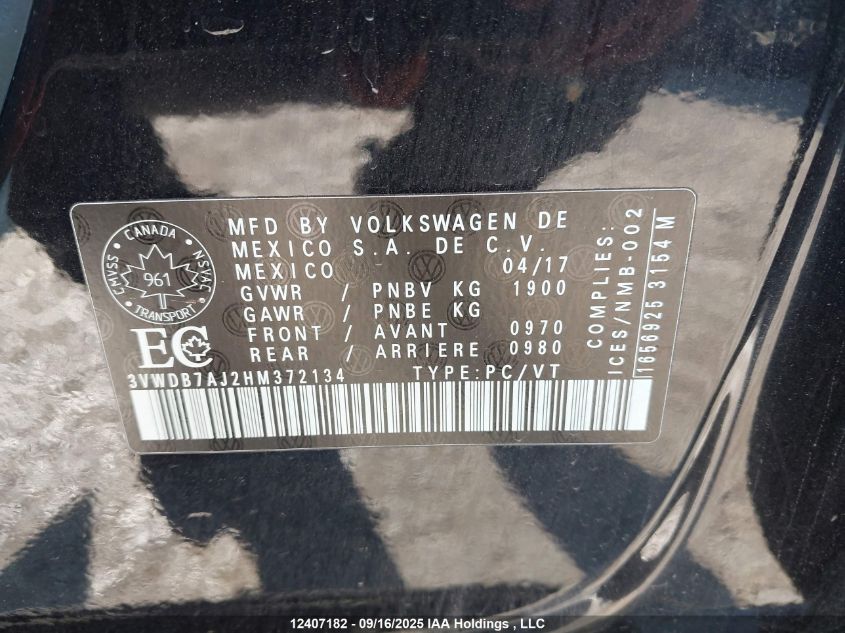 CANADA
CMVSS
NSVAC
961
TRANSPORT
EC
MFD BY VOLKSWAGEN DE
MEXICO S.A. DE C.V.
MEXICO 04/17
GVWR / PNBV KG 1900
GAWR / PNBE KG
FRONT / AVANT 0970
REAR / ARRIERE 0980
3VWDB7AJ2HM372134 TYPE:PC/VT
COMPLIES:
ICES/NMB-002
1656925 3154 M
12407182 - 09/16/2025 IAA Holdings , LLC